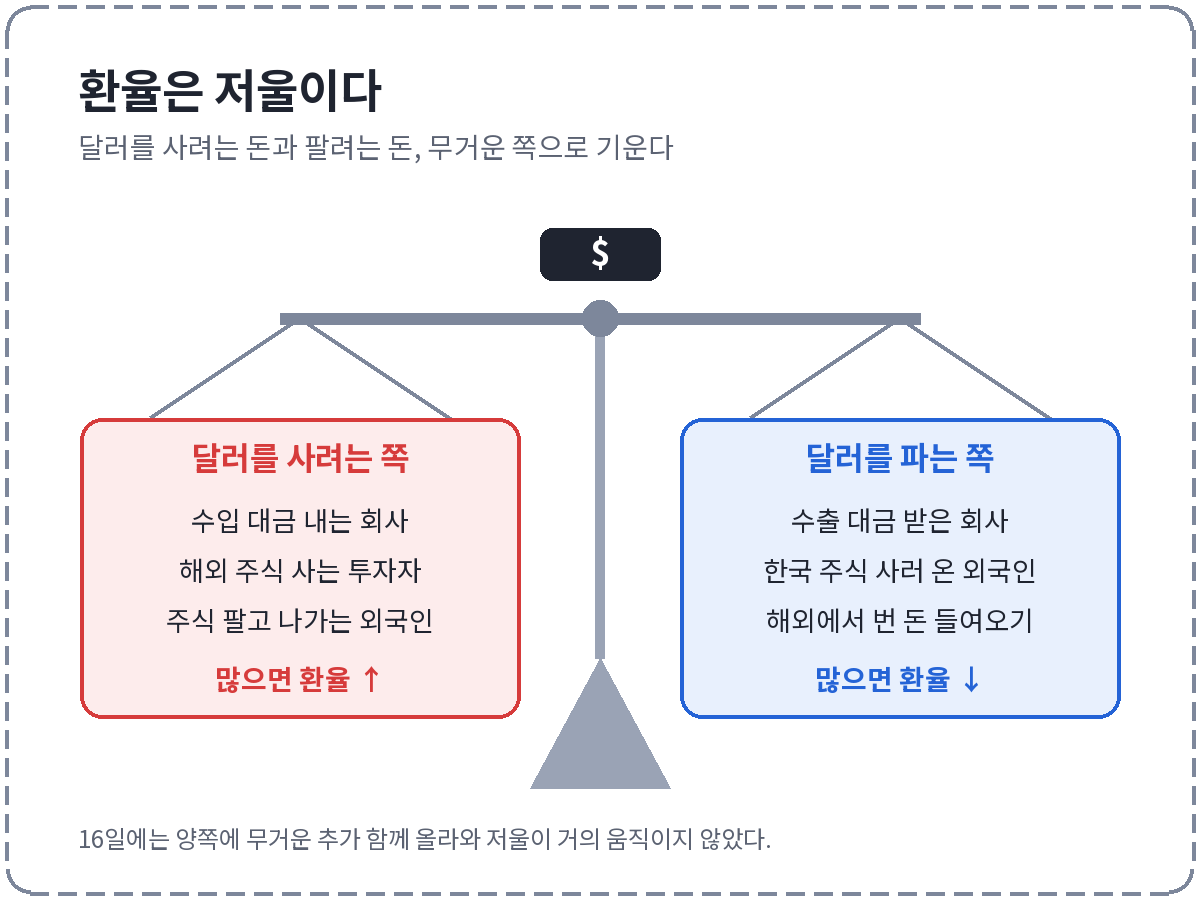 환율은 저울이다
달러를 사려는 돈과 팔려는 돈, 무거운 쪽으로 기운다
$
달러를 사려는 쪽
수입 대금 내는 회사
해외 주식 사는 투자자
주식 팔고 나가는 외국인
많으면 환율 ↑
달러를 파는 쪽
수출 대금 받은 회사
한국 주식 사러 온 외국인
해외에서 번 돈 들여오기
많으면 환율 ↓
16일에는 양쪽에 무거운 추가 함께 올라와 저울이 거의 움직이지 않았다.